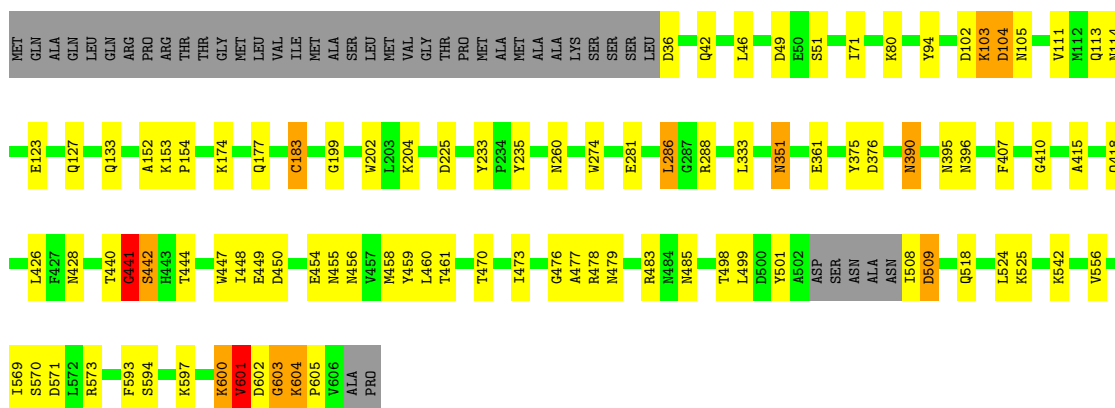 MET GLN ALA GLN LEU GLN ARG PRO ARG THR THR GLY MET LEU VAL ILE MET ALA SER LEU MET VAL GLY THR PRO MET ALA MET ALA ALA LYS SER SER SER LEU D36 Q42 L46 D49 E50 S51 I71 K80 Y94 D102 K103 D104 N105 V111 M112 Q113
E123 Q127 Q133 A152 K153 P154 K174 Q177 C183 G199 W202 L203 K204 D225 Y233 P234 Y235 N260 W274 E281 L286 G287 R288 L333 N351 E361 Y375 D376 N390 N395 N396 F407 G410 A415
L426 F427 N428 T440 G441 S442 H443 T444 W447 I448 E449 D450 E454 N455 N456 V457 M458 Y459 L460 T461 T470 I473 G476 A477 R478 N479 R483 N484 N485 T498 L499 D500 Y501 A502 ASP SER ASN ALA ASN I508 D509 Q518 L524 K525 K542 V556
I569 S570 D571 L572 R573 F593 S594 K597 K600 V601 D602 G603 K604 P605 V606 ALA PRO